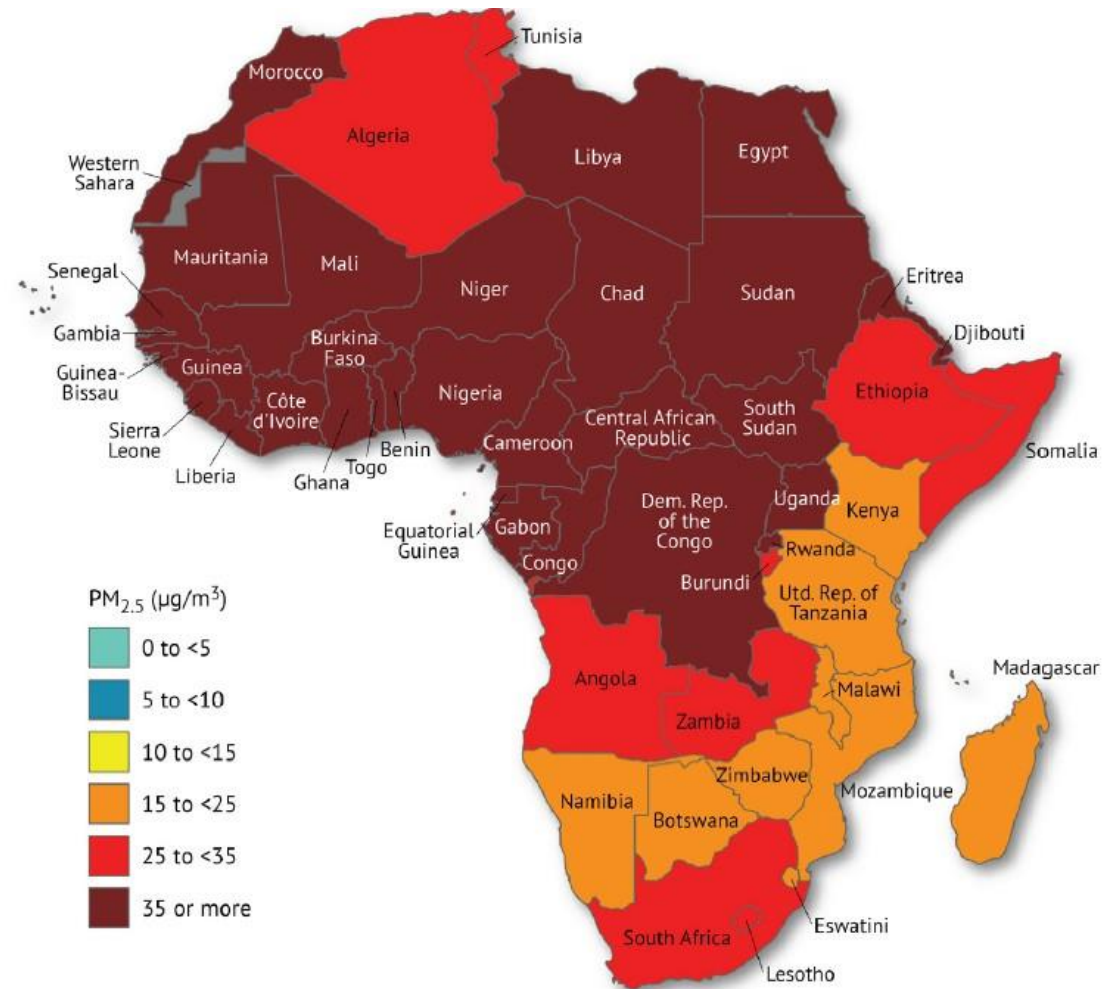 Tunisia
Morocco
Algeria
Libya
Egypt
Western
Sahara
Mauritania
Mali
Niger
Chad
Sudan
Eritrea
Senegal
Gambia
Burkina
Faso
Djibouti
Guinea-
Bissau
Guinea
Côte
d'Ivoire
Nigeria
Ethiopia
South
Sudan
Central African
Republic
Cameroon
Somalia
Sierra
Leone
Liberia
Ghana
Togo
Benin
Uganda
Kenya
Equatorial
Guinea
Gabon
Congo
Dem. Rep.
of the
Congo
Rwanda
Burundi
Utd. Rep. of
Tanzania
PM2.5 (µg/m³)
0 to <5
5 to <10
10 to <15
15 to <25
25 to <35
35 or more
Angola
Zambia
Malawi
Madagascar
Zimbabwe
Mozambique
Namibia
Botswana
Eswatini
South Africa
Lesotho